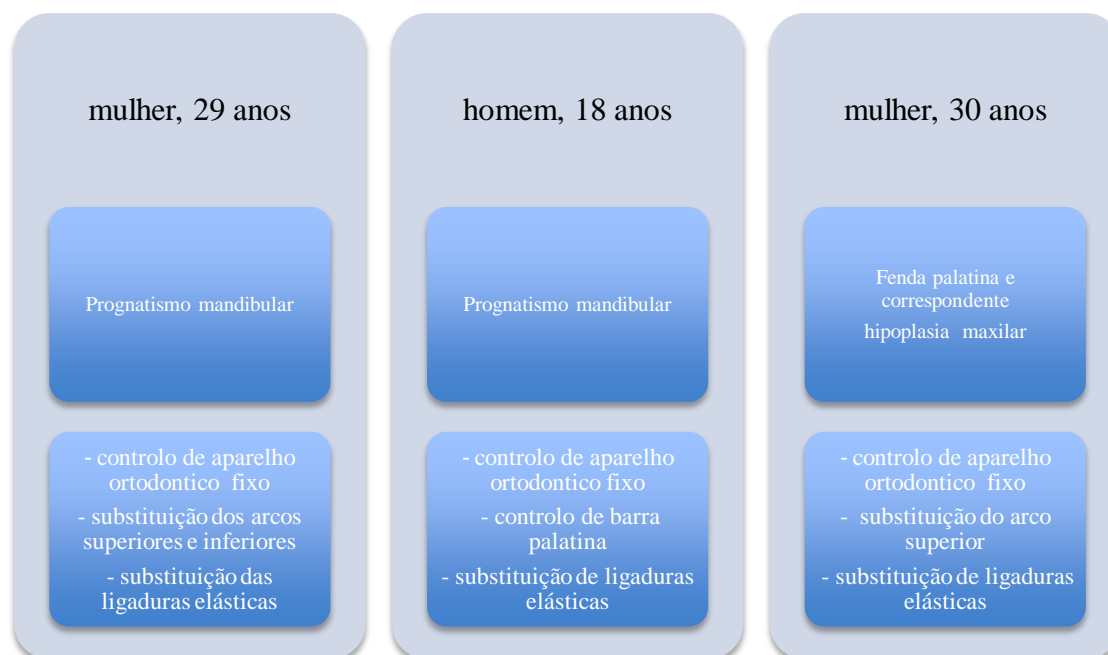 mulher, 29 anos
Prognatismo mandibular
- controlo de aparelho
ortodontico fixo
- substituição dos arcos
superiores e inferiores
- substituição das
ligaduras elásticas
homem, 18 anos
Prognatismo mandibular
- controlo de aparelho
ortodontico fixo
- controlo de barra
palatina
- substituição de ligaduras
elásticas
mulher, 30 anos
Fenda palatina e
correspondente
hipoplasia maxilar
- controlo de aparelho
ortodontico fixo
- substituição do arco
superior
- substituição de ligaduras
elásticas